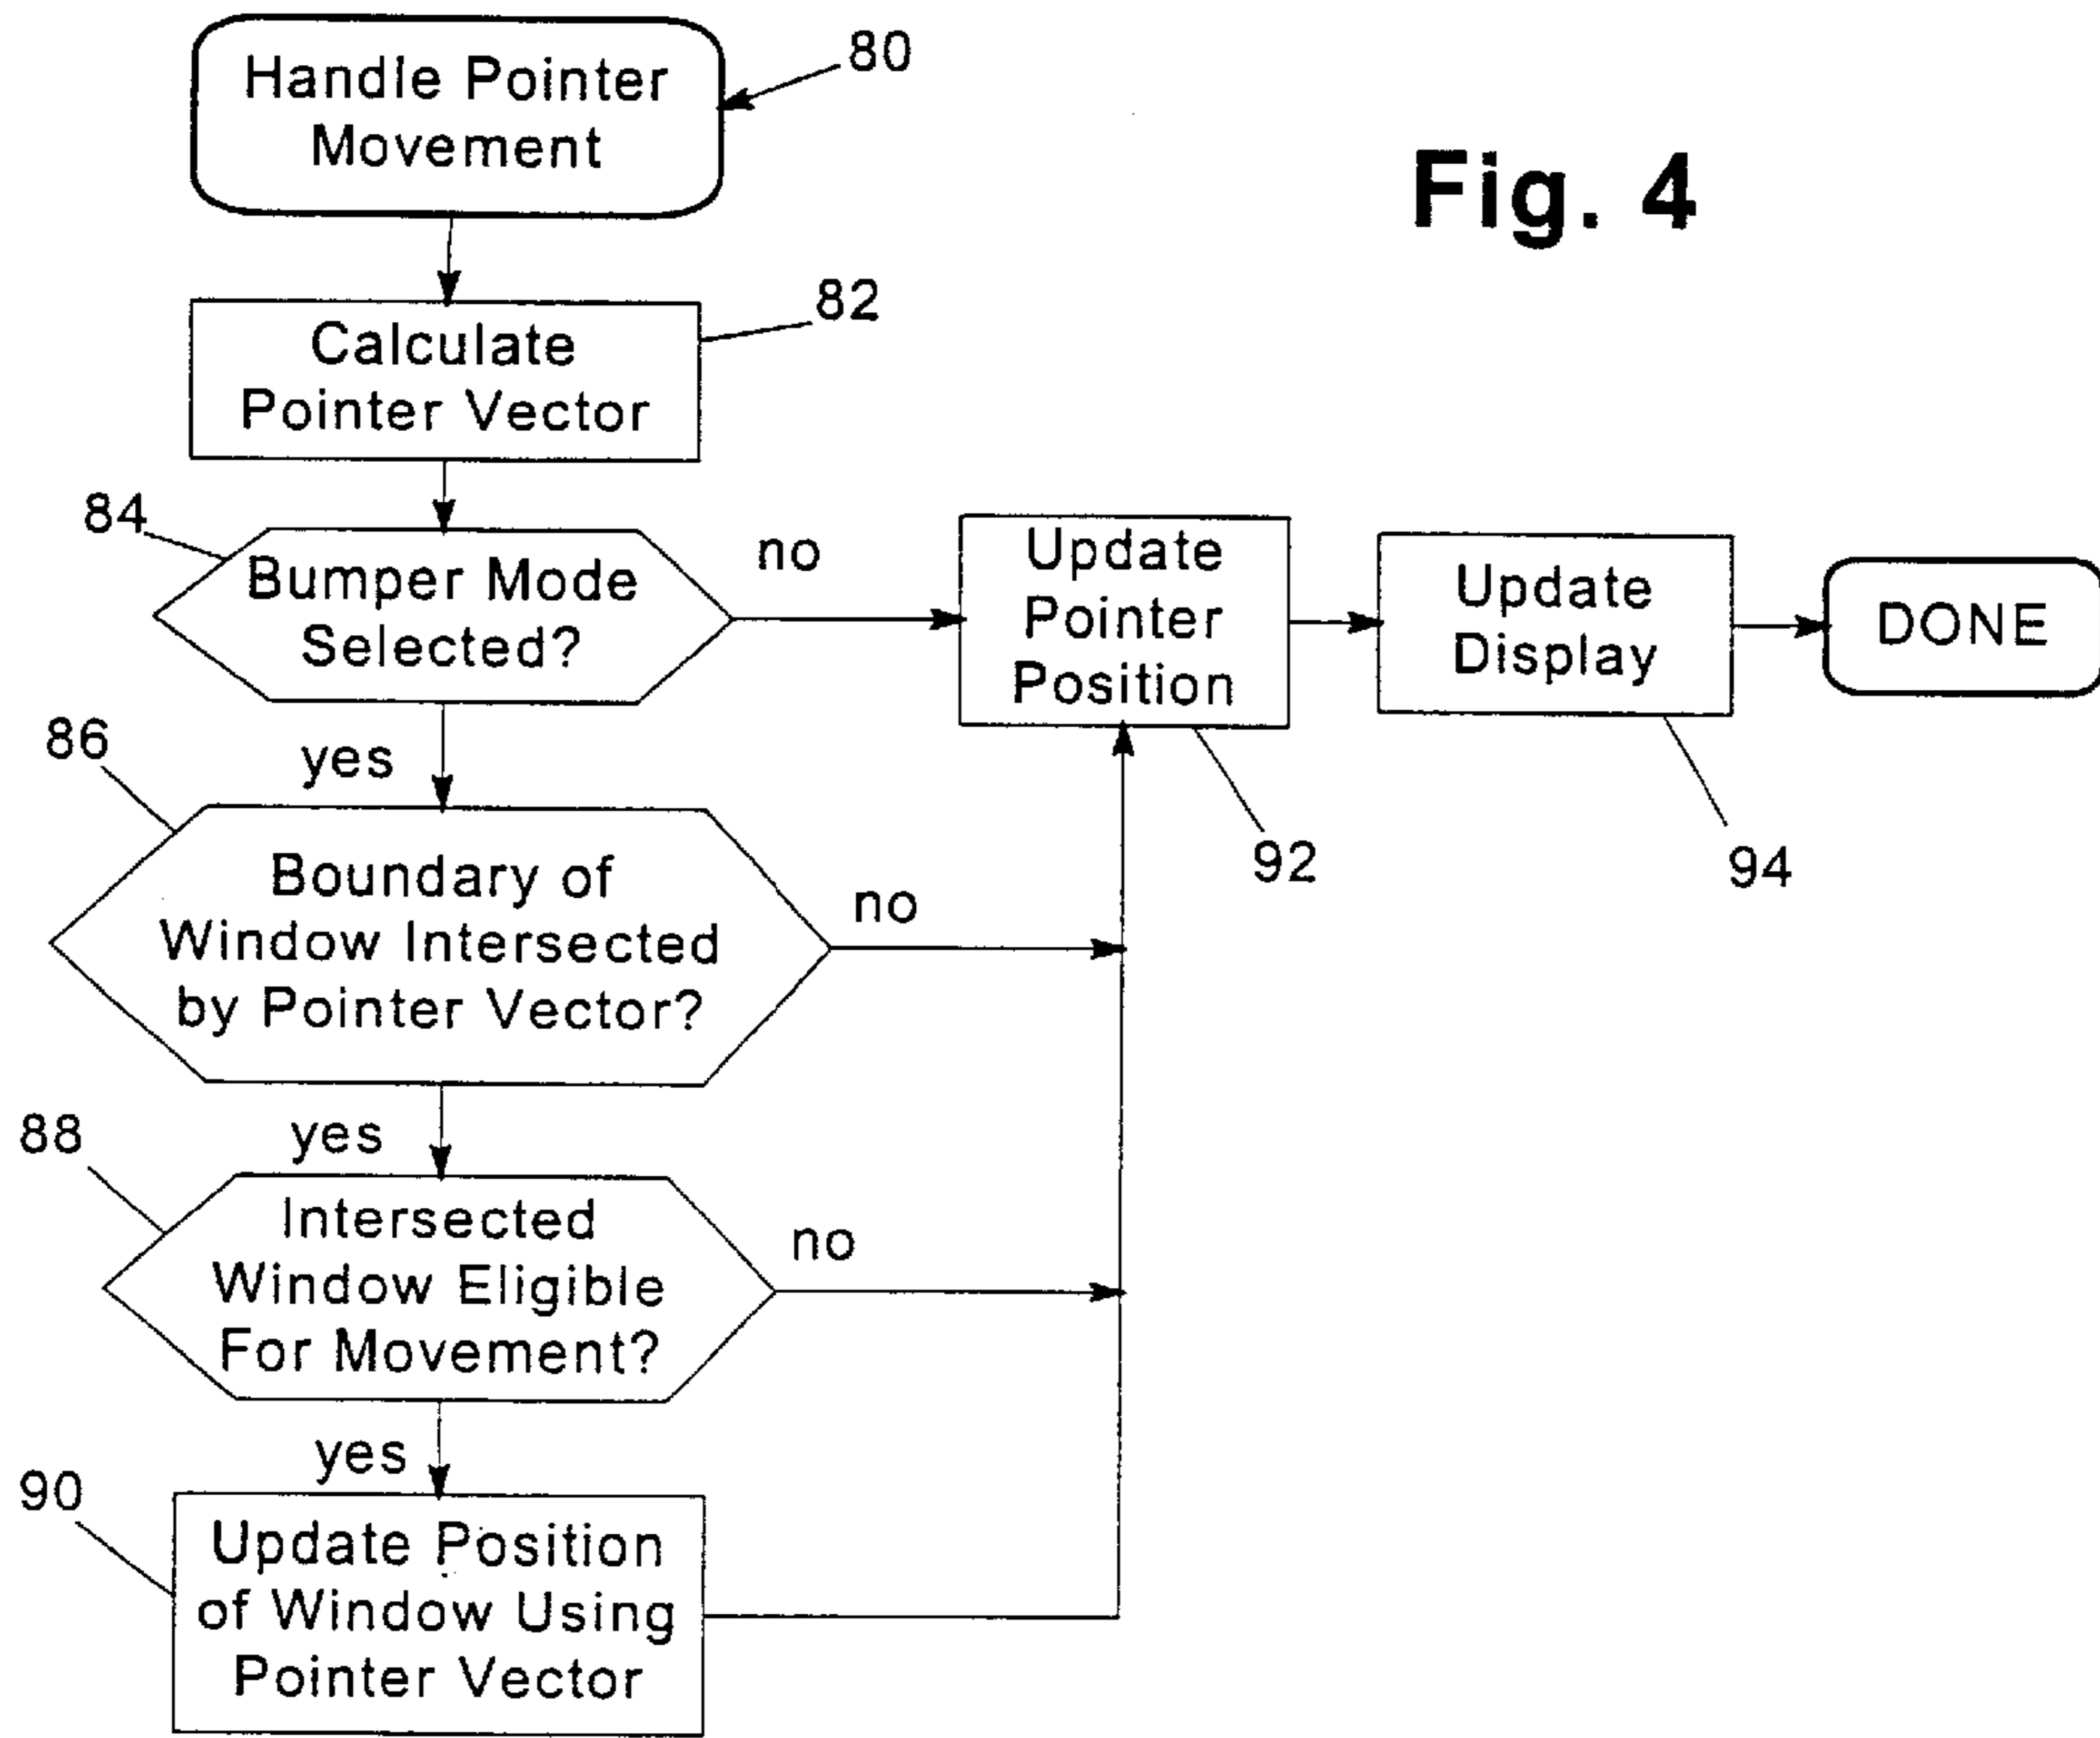 Handle Pointer
Movement
80
Fig. 4
Calculate
Pointer Vector
82
84
Bumper Mode
Selected?
no
yes
Update
Pointer
Position
92
Update
Display
94
DONE
86
Boundary of
Window Intersected
by Pointer Vector?
no
yes
88
Intersected
Window Eligible
For Movement?
no
yes
90
Update Position
of Window Using
Pointer Vector